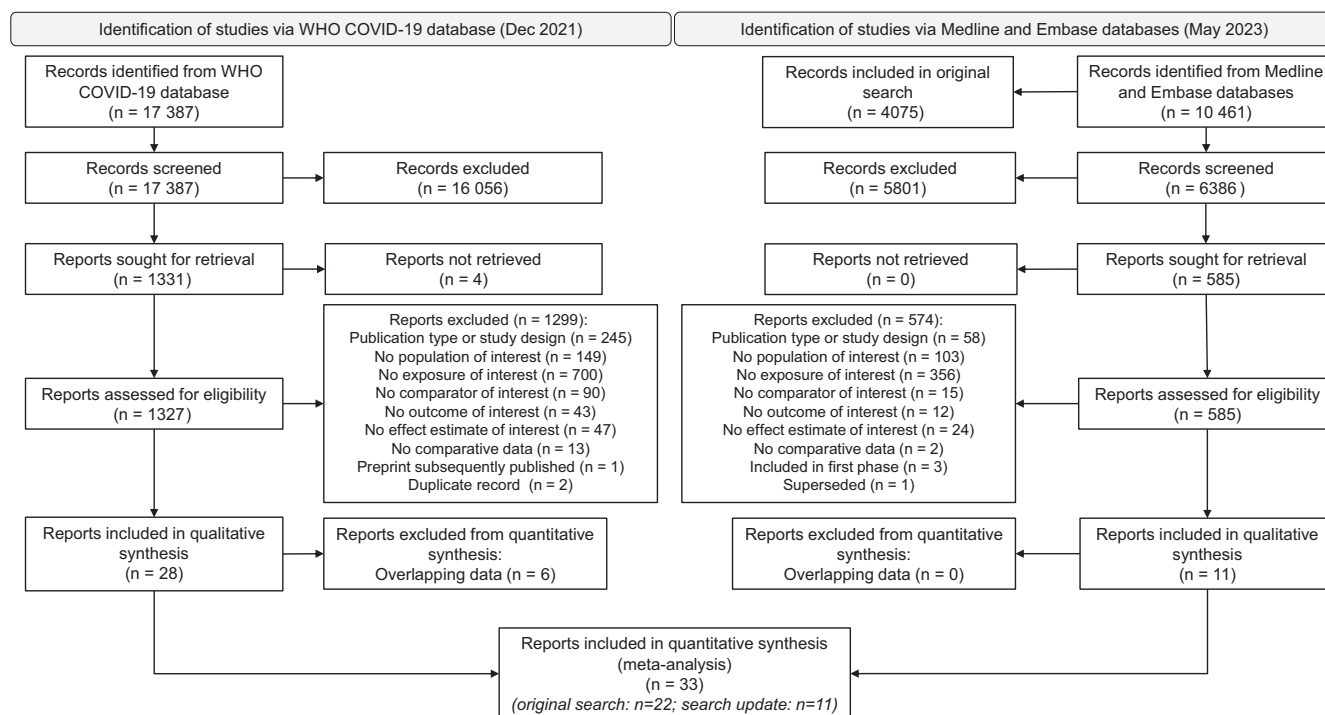 Identification of studies via WHO COVID-19 database (Dec 2021)
Records identified from WHO
COVID-19 database
(n = 17 387)
Records screened
(n = 17 387)
Records excluded
(n = 16 056)
Reports sought for retrieval
(n = 1331)
Reports not retrieved
(n = 4)
Reports assessed for eligibility
(n = 1327)
Reports excluded (n = 1299):
Publication type or study design (n = 245)
No population of interest (n = 149)
No exposure of interest (n = 700)
No comparator of interest (n = 90)
No outcome of interest (n = 43)
No effect estimate of interest (n = 47)
No comparative data (n = 13)
Preprint subsequently published (n = 1)
Duplicate record (n = 2)
Reports included in qualitative
synthesis
(n = 28)
Reports excluded from quantitative
synthesis:
Overlapping data (n = 6)
Identification of studies via Medline and Embase databases (May 2023)
Records included in original
search
(n = 4075)
Records identified from Medline
and Embase databases
(n = 10 461)
Records excluded
(n = 5801)
Records screened
(n = 6386)
Reports not retrieved
(n = 0)
Reports sought for retrieval
(n = 585)
Reports excluded (n = 574):
Publication type or study design (n = 58)
No population of interest (n = 103)
No exposure of interest (n = 356)
No comparator of interest (n = 15)
No outcome of interest (n = 12)
No effect estimate of interest (n = 24)
No comparative data (n = 2)
Included in first phase (n = 3)
Superseded (n = 1)
Reports assessed for eligibility
(n = 585)
Reports excluded from quantitative
synthesis:
Overlapping data (n = 0)
Reports included in qualitative
synthesis
(n = 11)
Reports included in quantitative synthesis
(meta-analysis)
(n = 33)
(original search: n=22; search update: n=11)